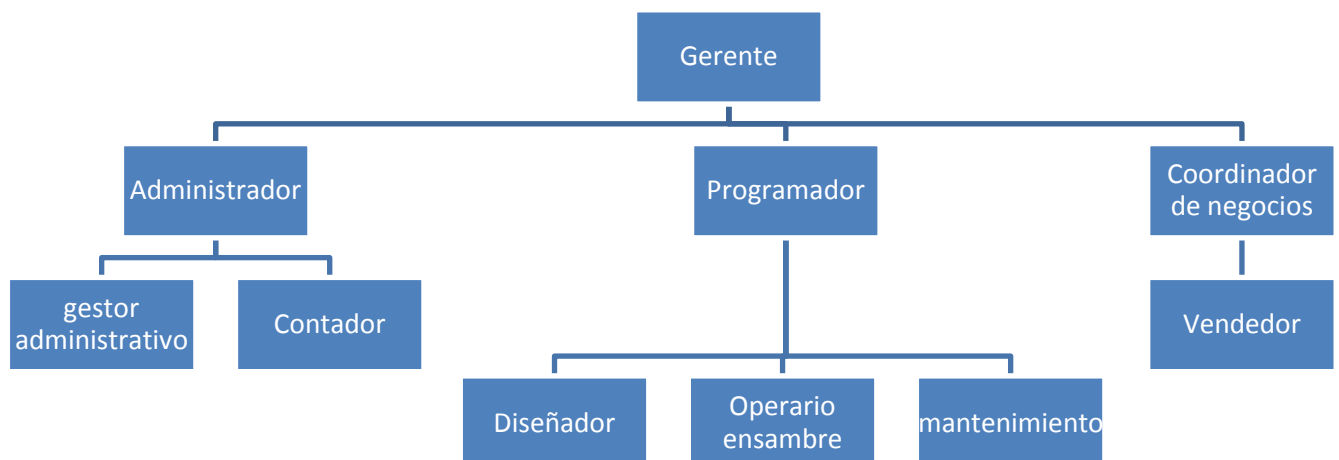 Gerente
Administrador
Programador
Coordinador
de negocios
gestor
administrativo
Contador
Vendedor
Diseñador
Operario
ensambre
mantenimiento